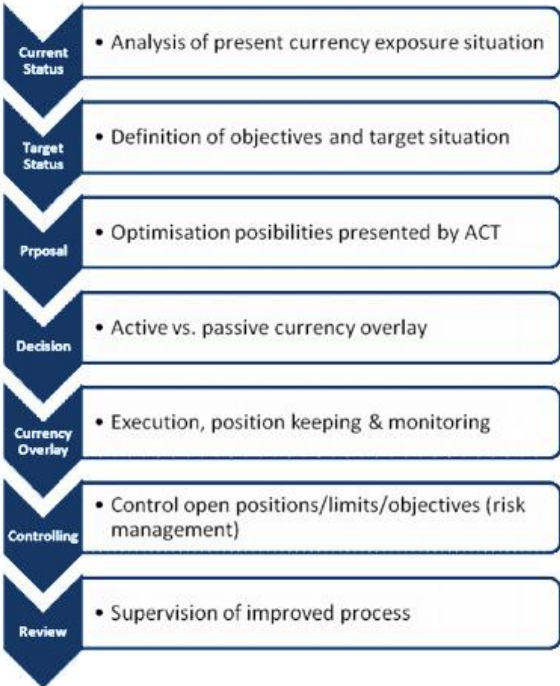 Current
Status
• Analysis of present currency exposure situation
Target
Status
• Definition of objectives and target situation
Prposal
• Optimisation posibilities presented by ACT
Decision
• Active vs. passive currency overlay
Currency
Overlay
• Execution, position keeping & monitoring
Controlling
• Control open positions/limits/objectives (risk
management)
Review
• Supervision of improved process